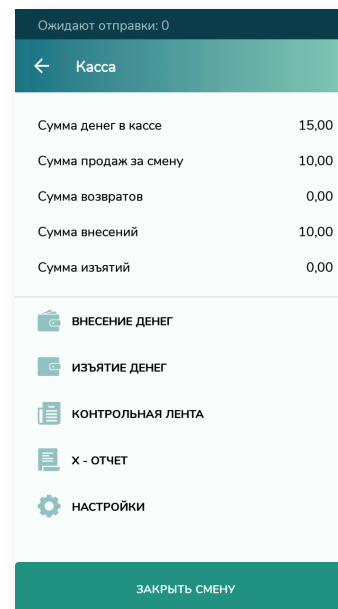 Ожидают отправки: 0
Касса
Сумма денег в кассе 15,00
Сумма продаж за смену 10,00
Сумма возвратов 0,00
Сумма внесений 10,00
Сумма изъятий 0,00
ВНЕСЕНИЕ ДЕНЕГ
ИЗЪЯТИЕ ДЕНЕГ
КОНТРОЛЬНАЯ ЛЕНТА
Х - ОТЧЕТ
НАСТРОЙКИ
ЗАКРЫТЬ СМЕНУ